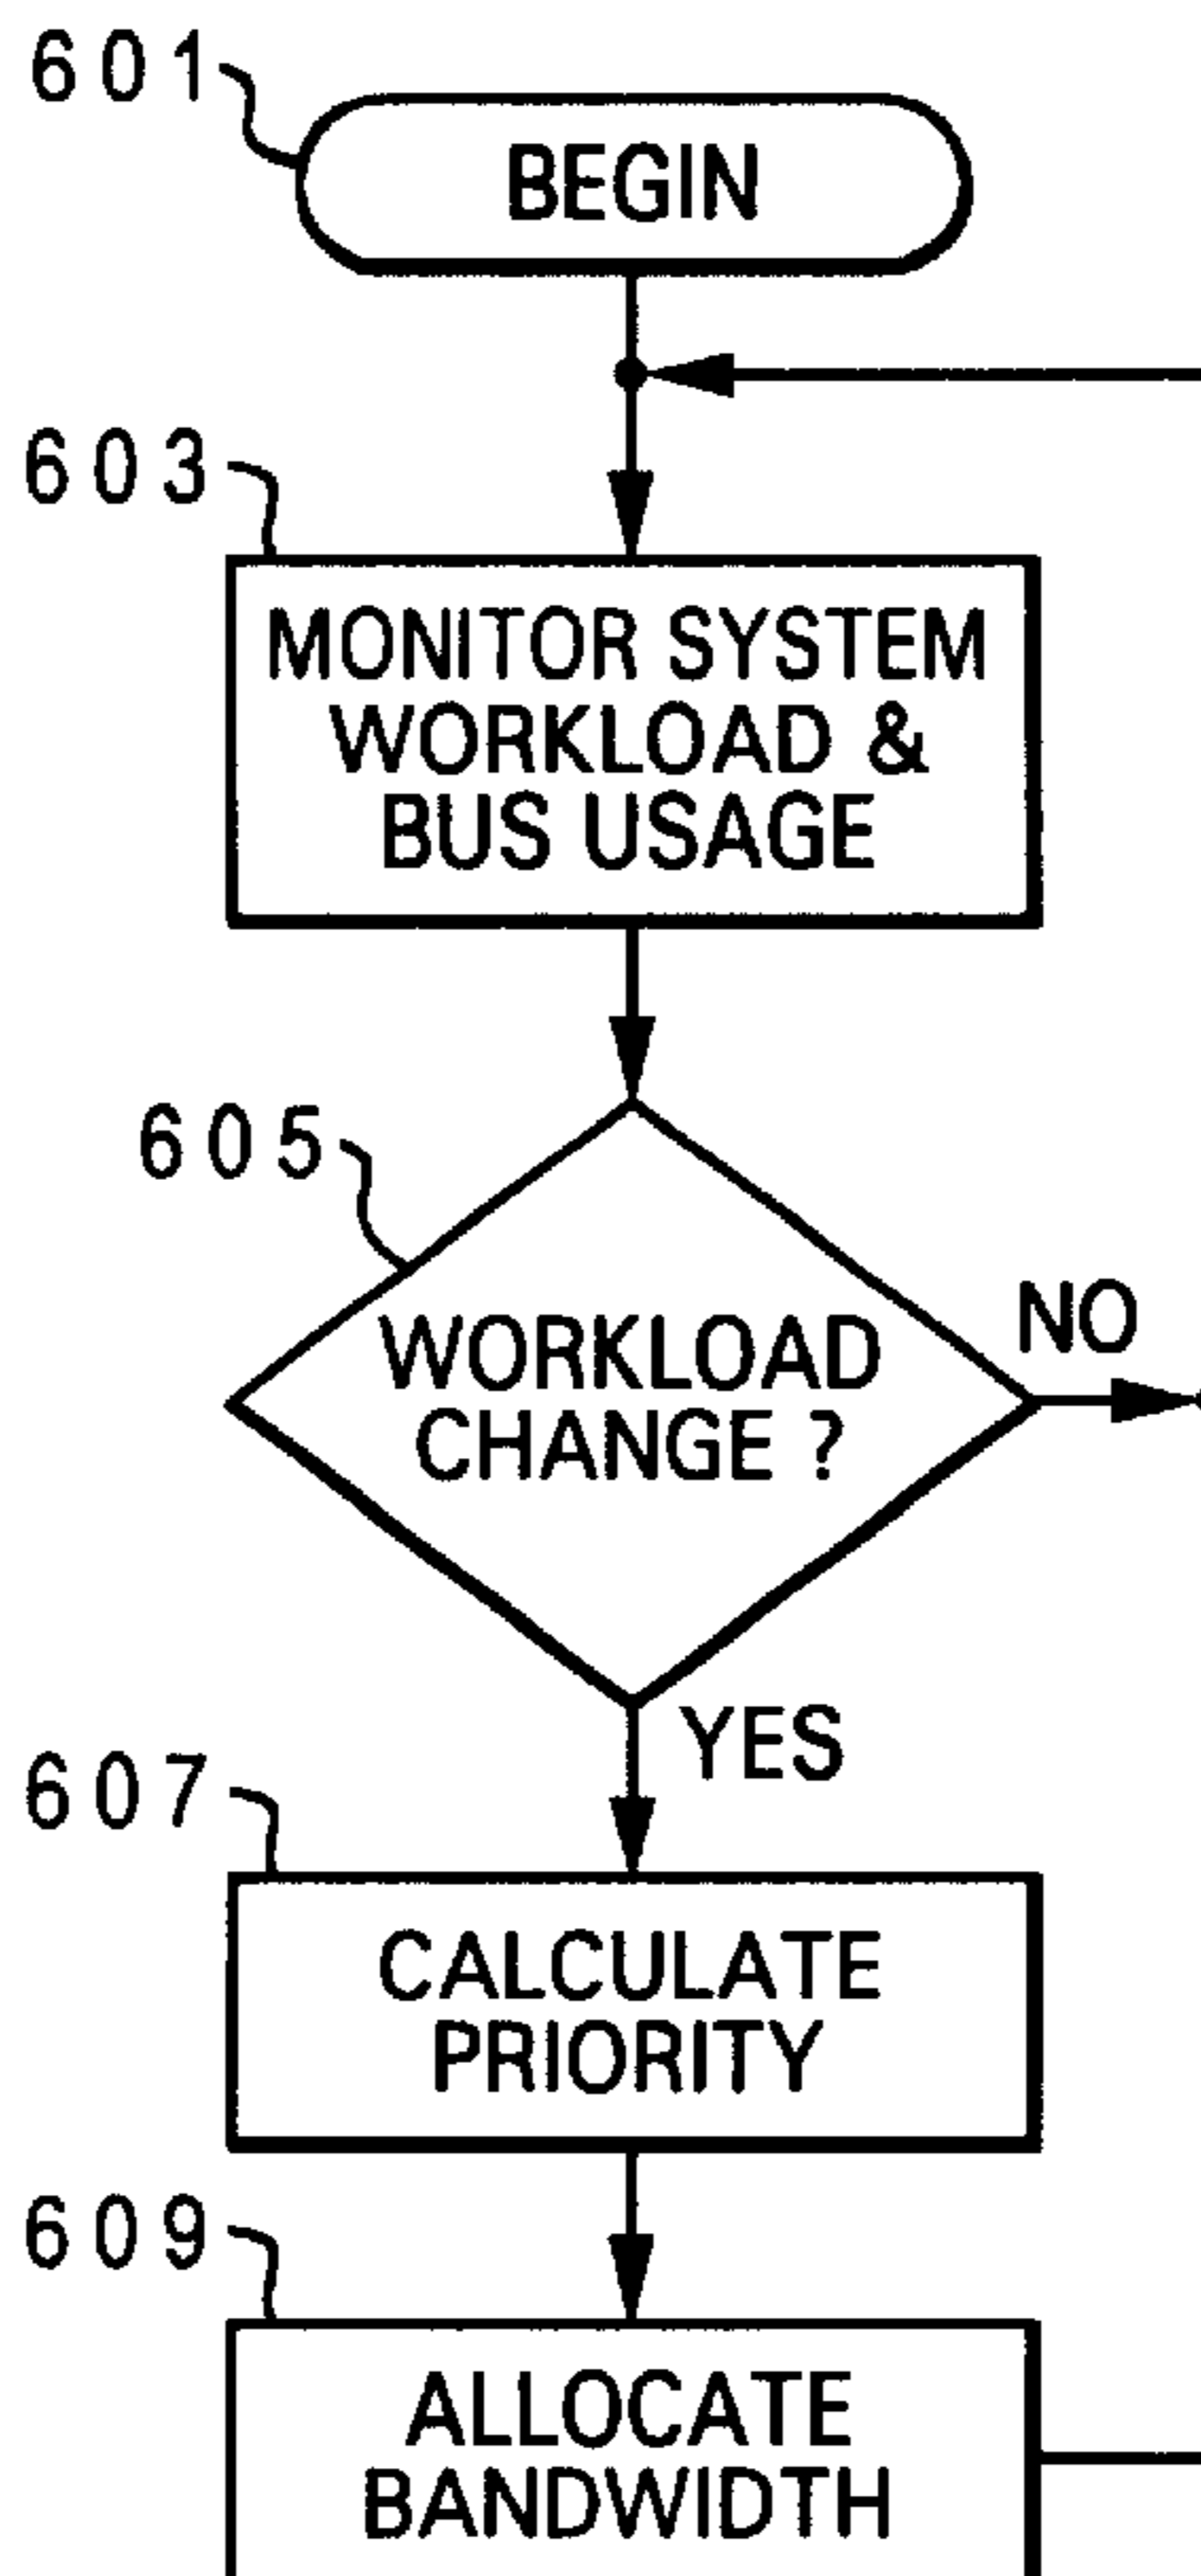 601
BEGIN
603
MONITOR SYSTEM
WORKLOAD &
BUS USAGE
605
WORKLOAD
CHANGE ?
NO
YES
607
CALCULATE
PRIORITY
609
ALLOCATE
BANDWIDTH